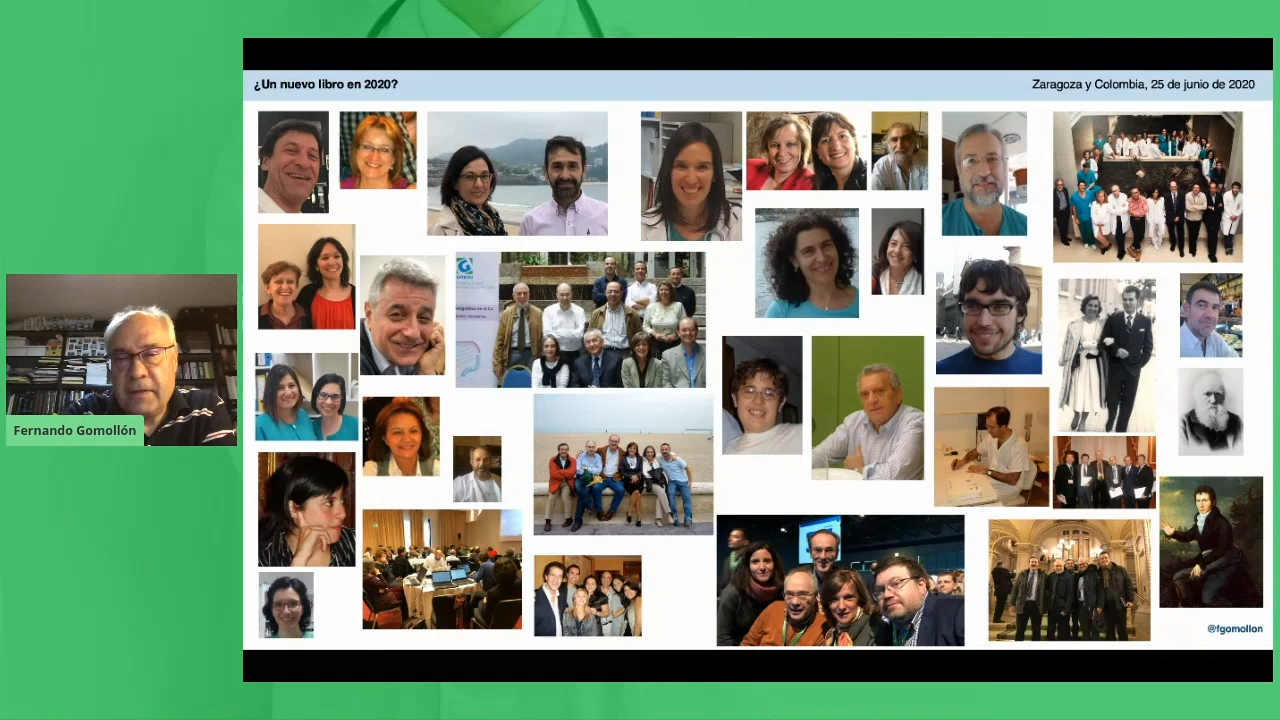 ¿Un nuevo libro en 2020?
Zaragoza y Colombia, 25 de junio de 2020
Fernando Gomollón
@fgomollon